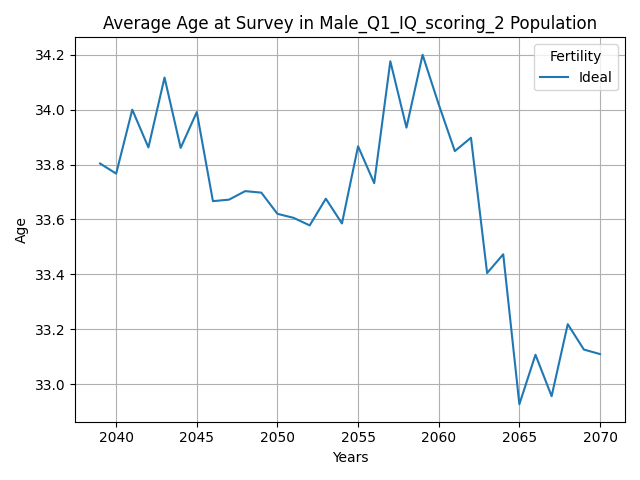 Average Age at Survey in Male_Q1_IQ_scoring_2 Population
Fertility
Ideal
34.2
34.0
33.8
33.6
33.4
33.2
33.0
Age
2040 2045 2050 2055 2060 2065 2070
Years